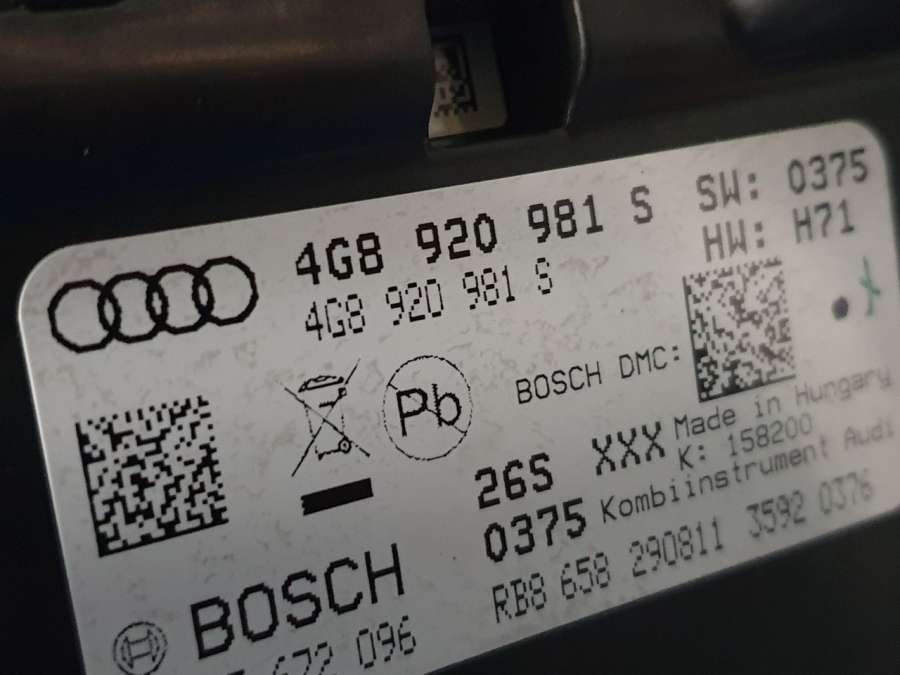 4G8 920 981 S SW: 0375
4G8 920 981 S HW: H71
Pb BOSCH DMC:
26S XXX Made in Hungary
K: 158200
0375 Kombiinstrument Audi
BOSCH RB8 658 290811 3592 0376
672 096